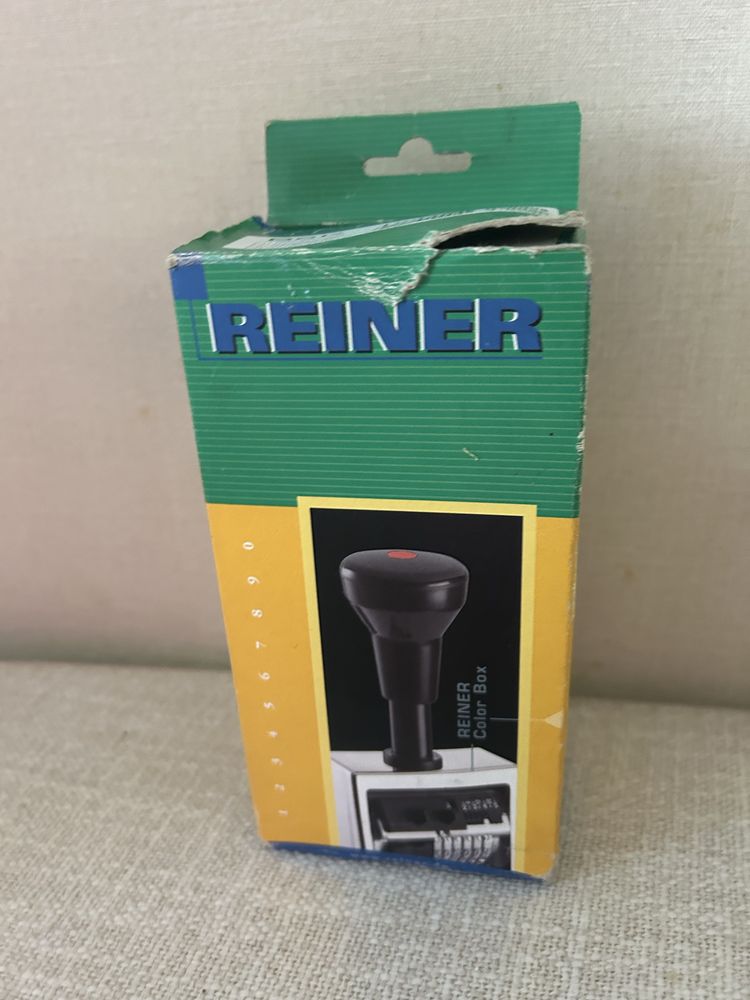 REINER
1 2 3 4 5 6 7 8 9 0
REINER
Color Box